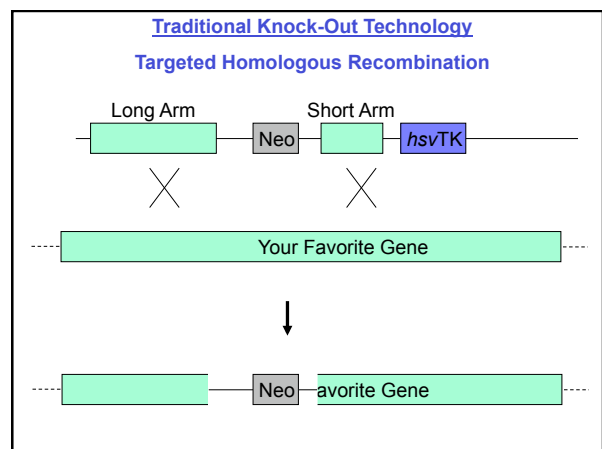 Traditional Knock-Out Technology
Targeted Homologous Recombination
Long Arm
Short Arm
Neo
hsvTK
Your Favorite Gene
Neo
avorite Gene